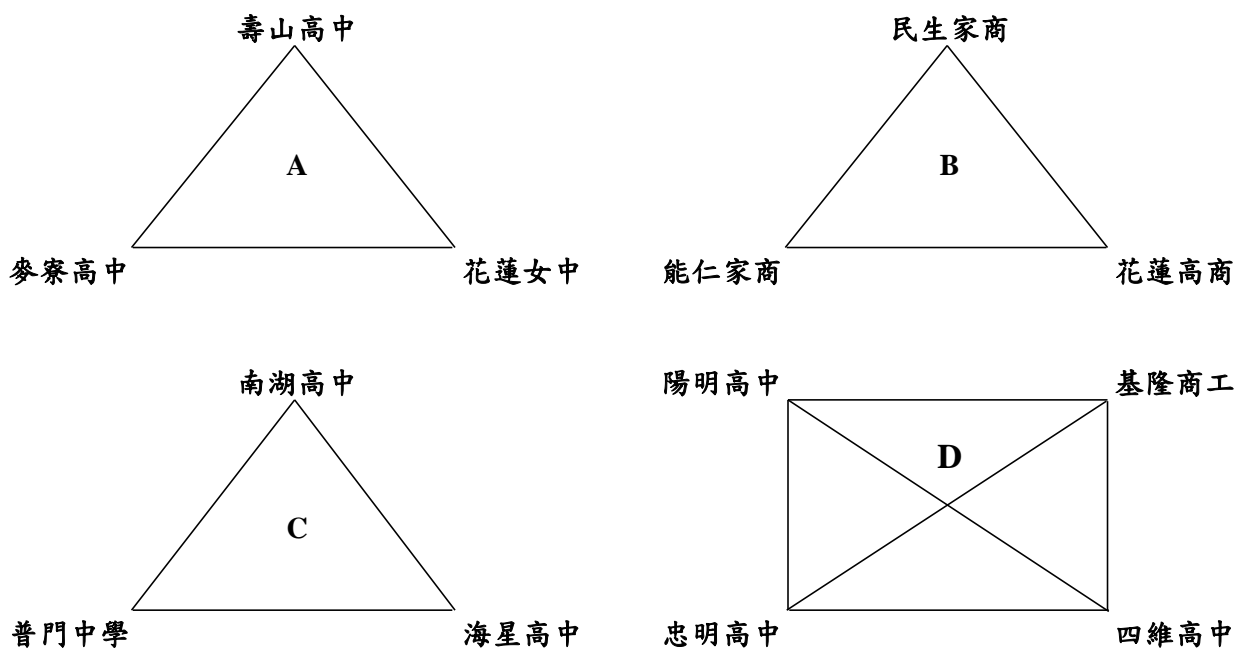 壽山高中
民生家商
A
B
麥寮高中
花蓮女中
能仁家商
花蓮高商
南湖高中
陽明高中
基隆商工
D
C
普門中學
海星高中
忠明高中
四維高中